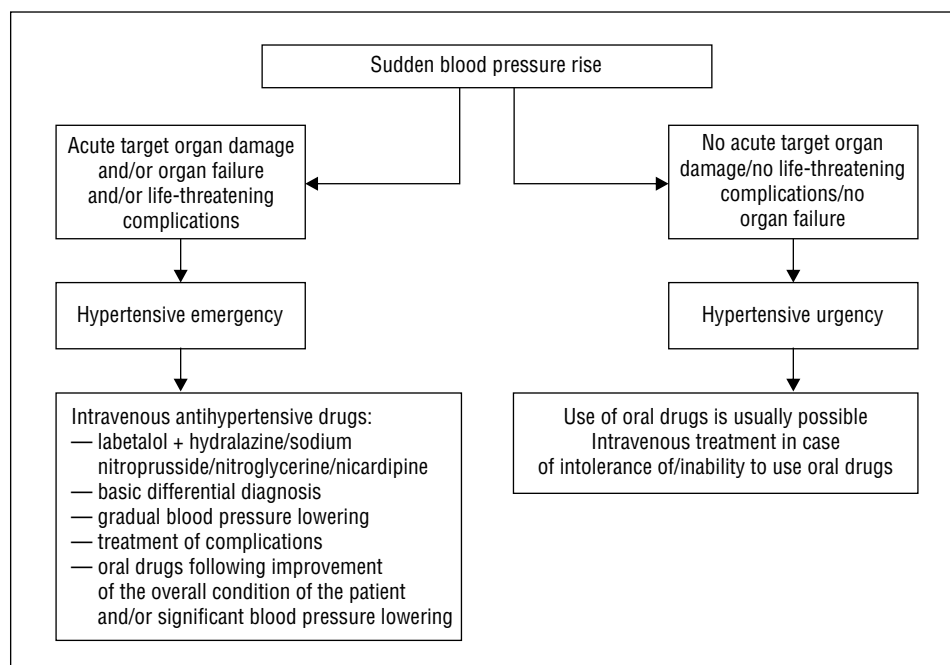 Sudden blood pressure rise
Acute target organ damage
and/or organ failure
and/or life-threatening
complications
No acute target organ
damage/no life-threatening
complications/no
organ failure
Hypertensive emergency
Hypertensive urgency
Intravenous antihypertensive drugs:
— labetalol + hydralazine/sodium
nitroprusside/nitroglycerine/nicardipine
— basic differential diagnosis
— gradual blood pressure lowering
— treatment of complications
— oral drugs following improvement
of the overall condition of the patient
and/or significant blood pressure lowering
Use of oral drugs is usually possible
Intravenous treatment in case
of intolerance of/inability to use oral drugs